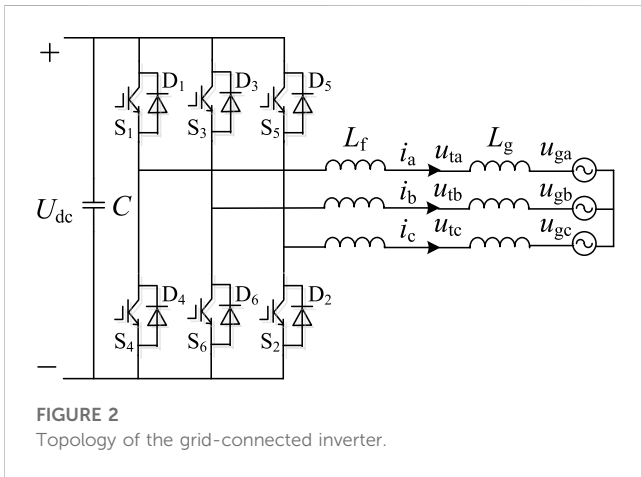 +
D1 D3 D5
S1 S3 S5
Lf ia uta Lg uga
Udc C ib utb ugb
ic utc ugc
D4 D6 D2
S4 S6 S2
−
FIGURE 2
Topology of the grid-connected inverter.